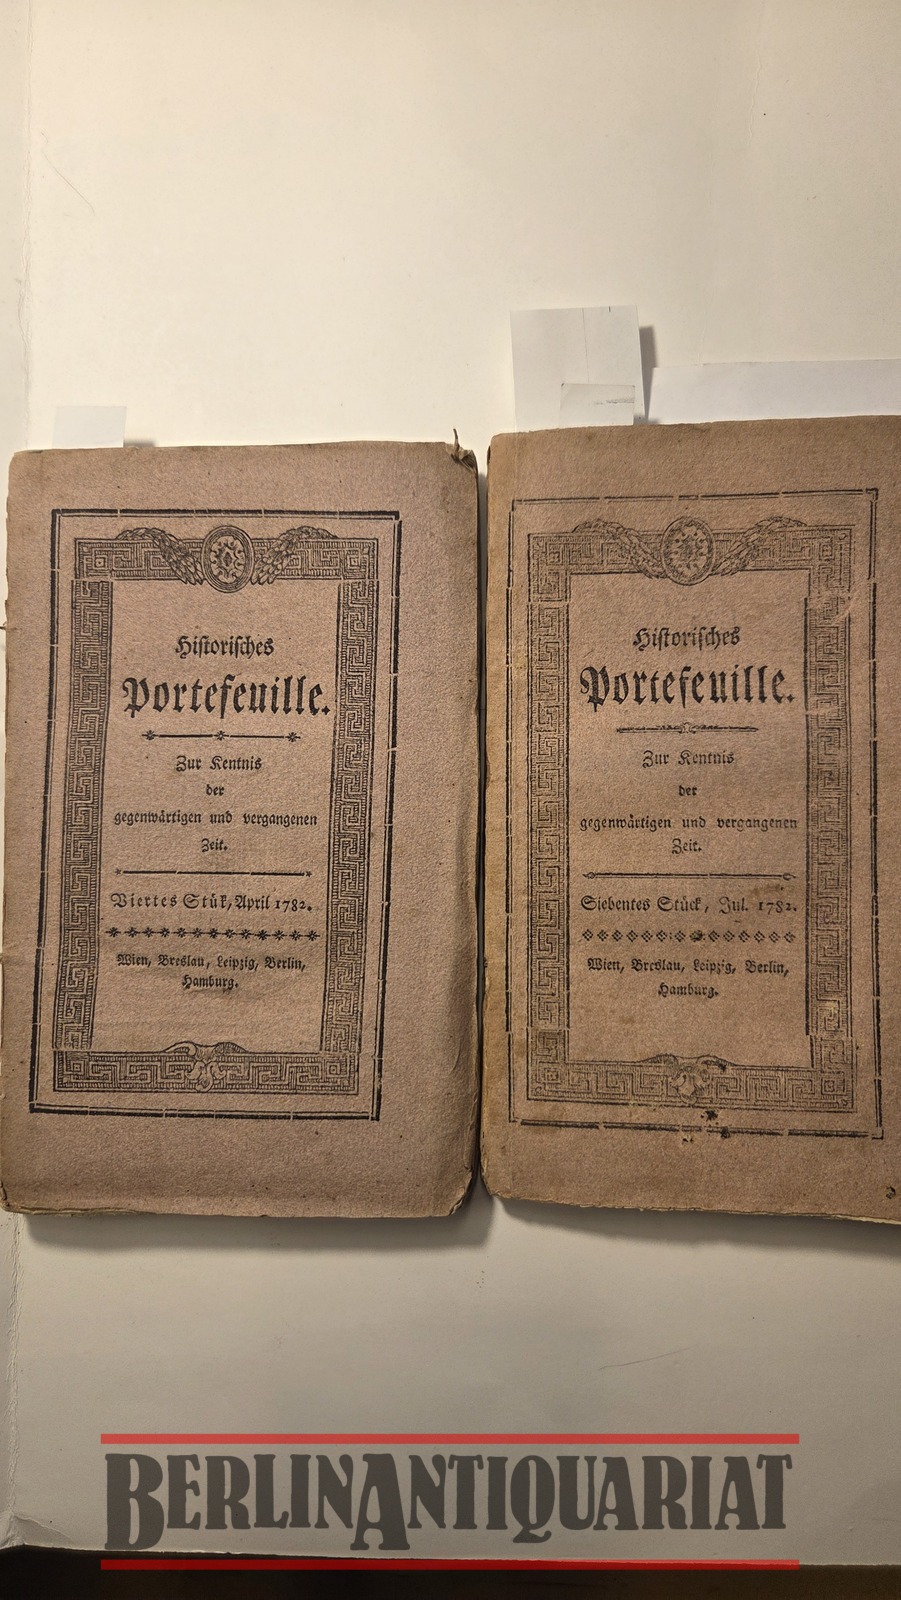 Historisches
Portefeuille.
Zur Kentnis
der
gegenwärtigen und vergangenen
Zeit.
Viertes Stük, April 1782.
Wien, Breslau, Leipzig, Berlin,
Hamburg.
Historisches
Portefeuille.
Zur Kentnis
der
gegenwärtigen und vergangenen
Zeit.
Siebentes Stück, Jul. 1782.
Wien, Breslau, Leipzig, Berlin,
Hamburg.
BERLINANTIQUARIAT